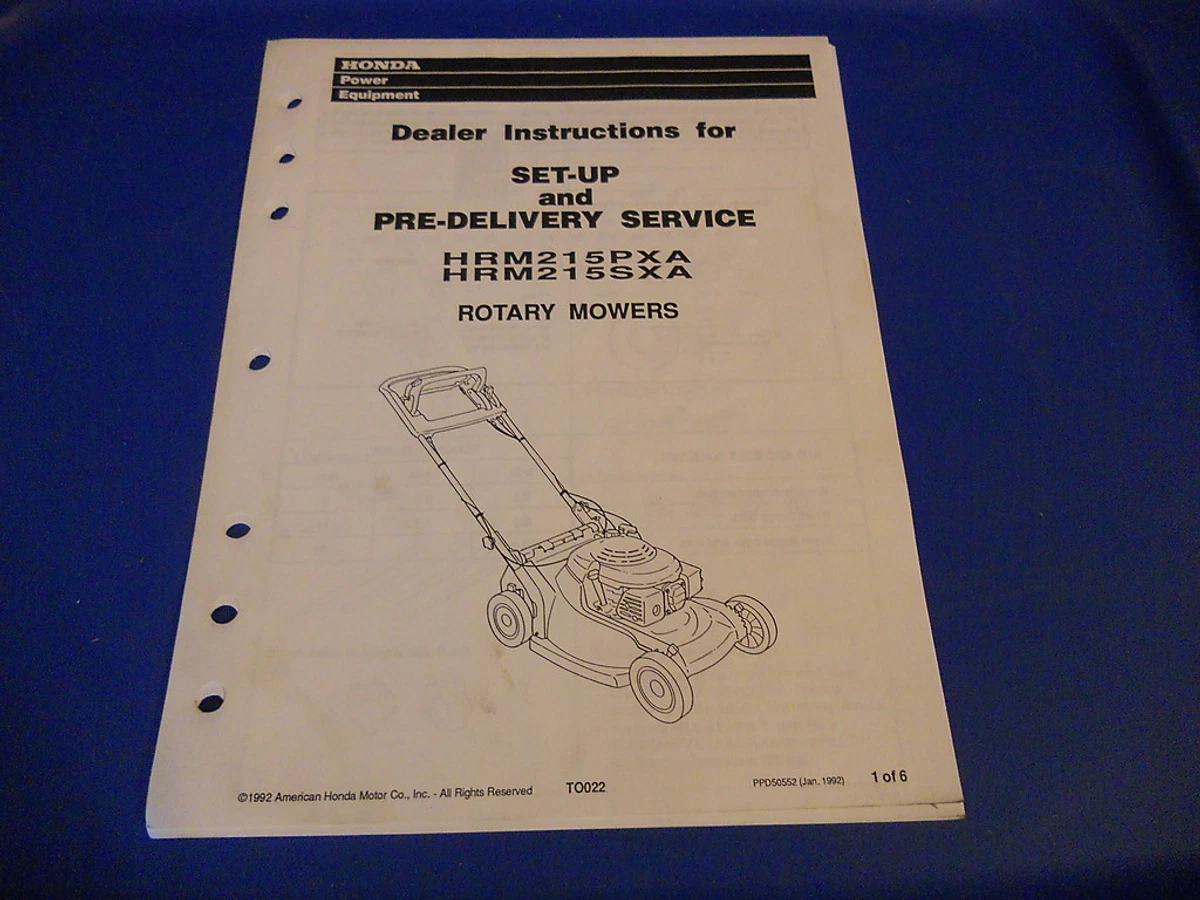 HONDA
Power
Equipment
Dealer Instructions for
SET-UP
and
PRE-DELIVERY SERVICE
HRM215PXA
HRM215SXA
ROTARY MOWERS
©1992 American Honda Motor Co., Inc. - All Rights Reserved TO022 PPD50552 (Jan. 1992) 1 of 6